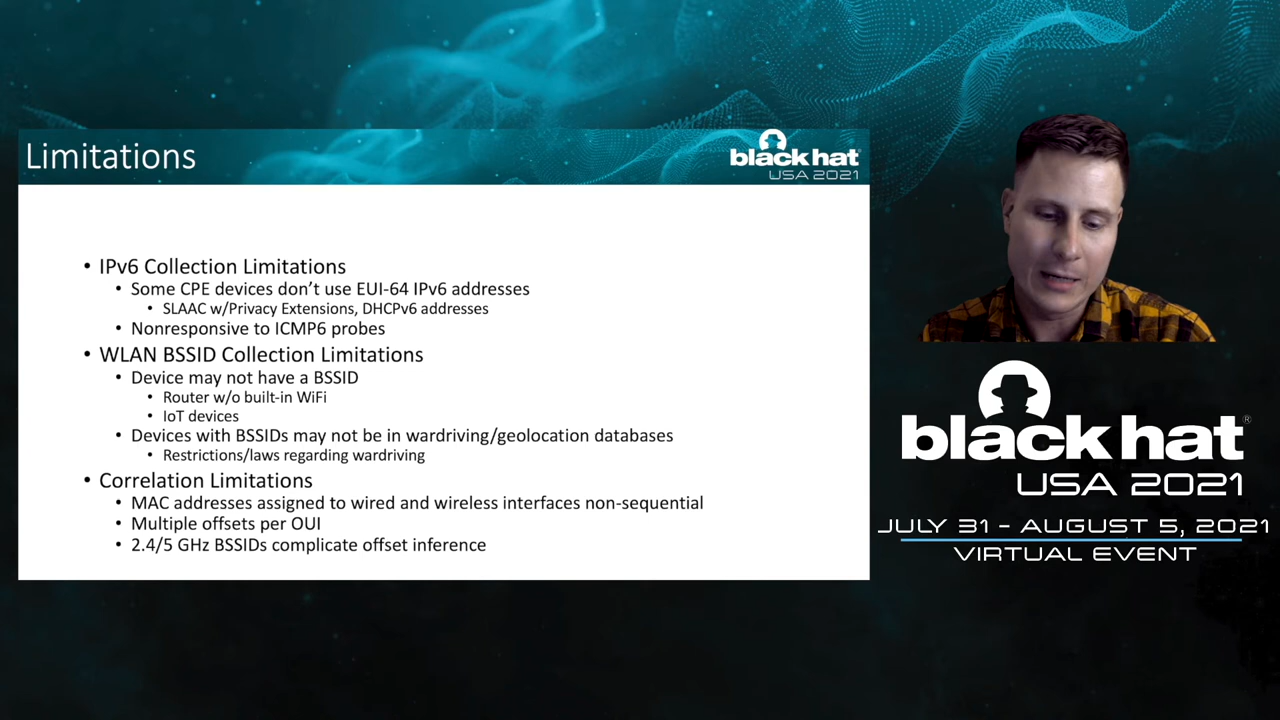 Limitations
black hat
USA 2021
• IPv6 Collection Limitations
• Some CPE devices don’t use EUI-64 IPv6 addresses
• SLAAC w/Privacy Extensions, DHCPv6 addresses
• Nonresponsive to ICMP6 probes
• WLAN BSSID Collection Limitations
• Device may not have a BSSID
• Router w/o built-in WiFi
• IoT devices
• Devices with BSSIDs may not be in wardriving/geolocation databases
• Restrictions/laws regarding wardriving
• Correlation Limitations
• MAC addresses assigned to wired and wireless interfaces non-sequential
• Multiple offsets per OUI
• 2.4/5 GHz BSSIDs complicate offset inference
black hat®
USA 2021
JULY 31 – AUGUST 5, 2021
VIRTUAL EVENT